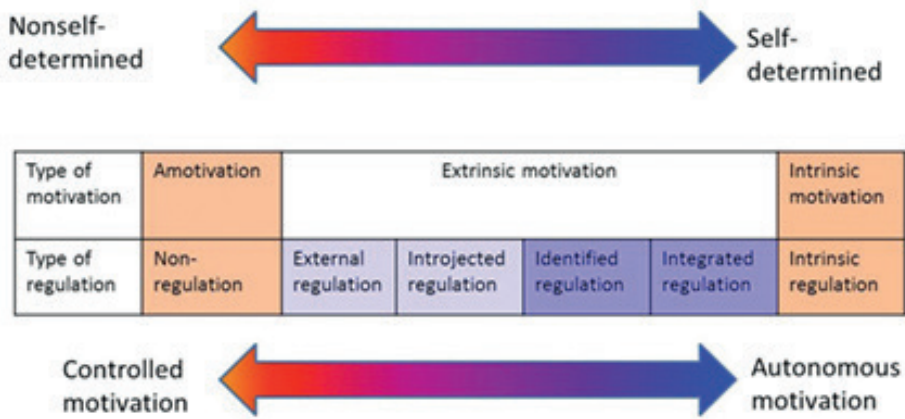 Nonself-
determined
Self-
determined
Type of
motivation
Amotivation
Extrinsic motivation
Intrinsic
motivation
Type of
regulation
Non-
regulation
External
regulation
Introjected
regulation
Identified
regulation
Integrated
regulation
Intrinsic
regulation
Controlled
motivation
Autonomous
motivation